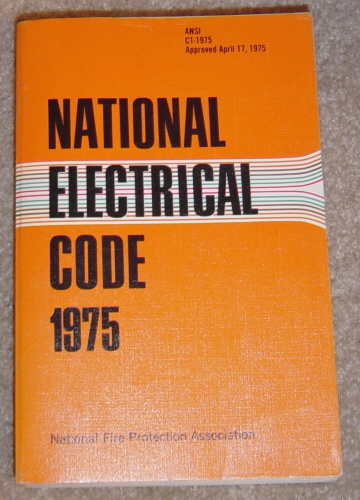 ANSI
C1-1975
Approved April 17, 1975
NATIONAL
ELECTRICAL
CODE
1975
National Fire Protection Association